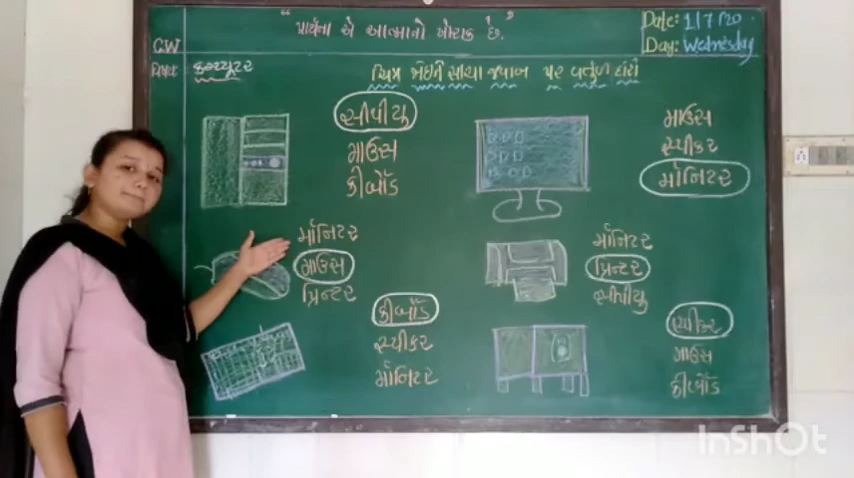 " પ્રાર્થના એ આત્માનો ખોરાક છે. "
Date: 1/7/20
Day: Wednesday
CW
વિષય: કમ્પ્યુટર
ચિત્ર જોઈને સાચા જવાબ પર વર્તુળ દોરો
સીપીયુ
માઉસ
કીબૉર્ડ
માઉસ
સ્પીકર
મૉનિટર
મૉનિટર
માઉસ
પ્રિન્ટર
મૉનિટર
પ્રિન્ટર
સીપીયુ
કીબૉર્ડ
સ્પીકર
મૉનિટર
સ્પીકર
માઉસ
કીબૉર્ડ
InShOt